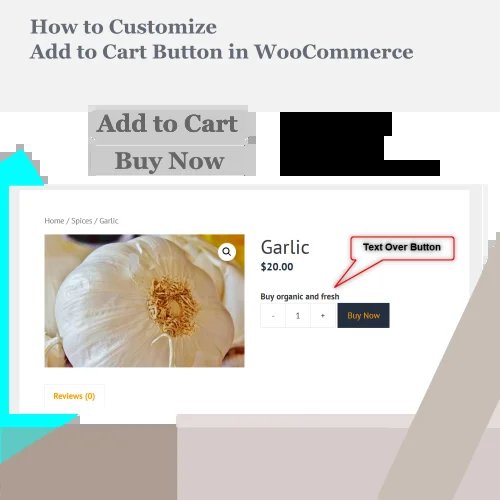 How to Customize
Add to Cart Button in WooCommerce
Add to Cart
Buy Now
Home / Spices / Garlic
Garlic
$20.00
Text Over Button
Buy organic and fresh
- 1 + Buy Now
Reviews (0)